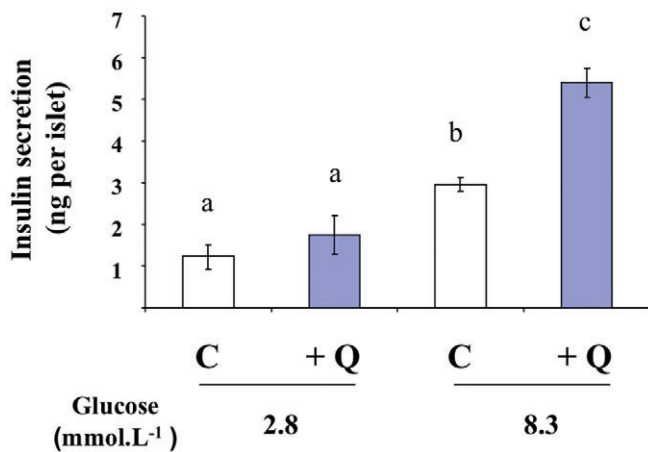 Insulin secretion
(ng per islet)
7
6
5
4
3
2
1
a
a
b
c
C + Q C + Q
Glucose
(mmol.L⁻¹ )
2.8 8.3